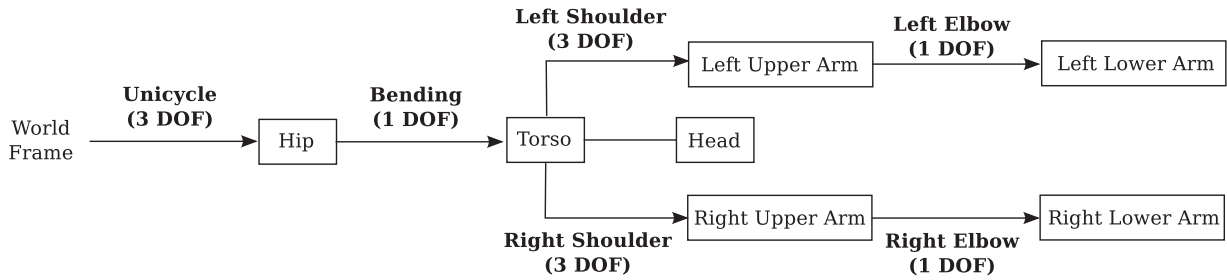 Left Shoulder
(3 DOF)
Left Elbow
(1 DOF)
Left Upper Arm
Left Lower Arm
Unicycle
(3 DOF)
Bending
(1 DOF)
World
Frame
Hip
Torso
Head
Right Upper Arm
Right Lower Arm
Right Shoulder
(3 DOF)
Right Elbow
(1 DOF)